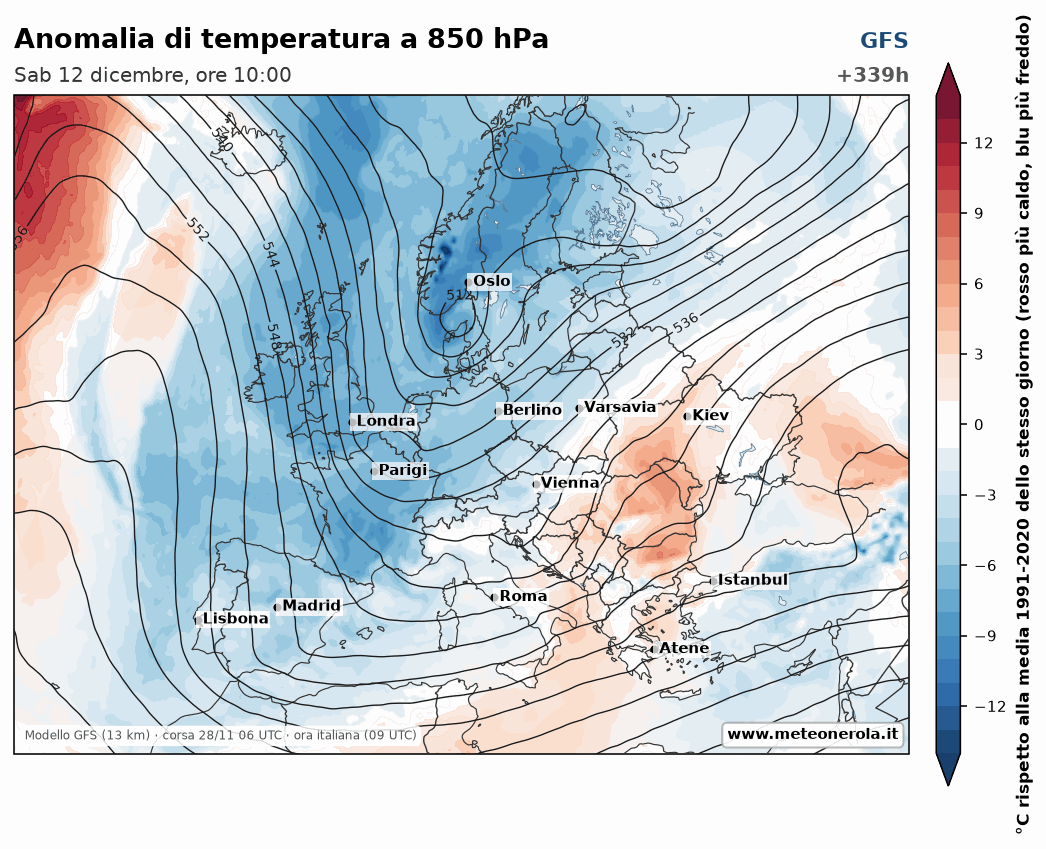 Anomalia di temperatura a 850 hPa
GFS
Sab 12 dicembre, ore 10:00
+339h
540
552
544
556
548
512
Oslo
532
536
Londra
Berlino
Varsavia
Kiev
Parigi
Vienna
Lisbona
Madrid
Roma
Istanbul
Atene
Modello GFS (13 km) · corsa 28/11 06 UTC · ora italiana (09 UTC)
www.meteonerola.it
12
9
6
3
0
−3
−6
−9
−12
°C rispetto alla media 1991-2020 dello stesso giorno (rosso più caldo, blu più freddo)